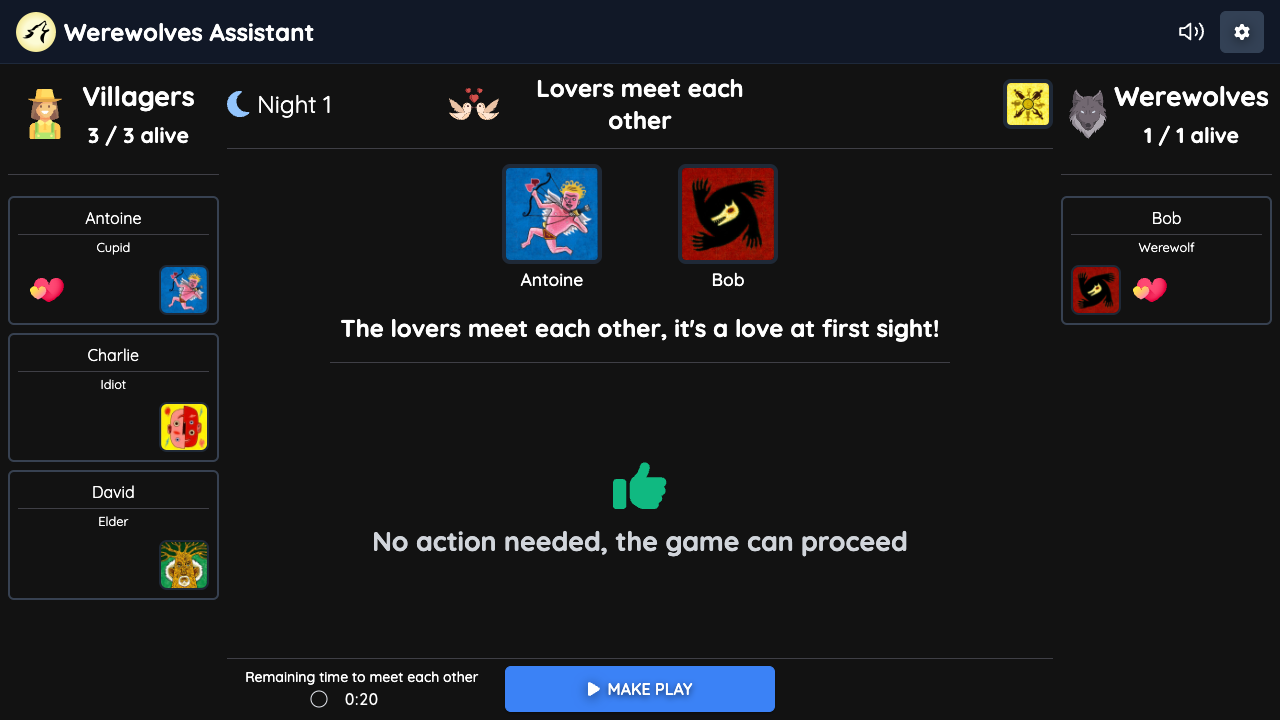 Werewolves Assistant
Villagers
3 / 3 alive
Night 1
Lovers meet each
other
Werewolves
1 / 1 alive
Antoine
Cupid
Charlie
Idiot
David
Elder
Antoine
Bob
The lovers meet each other, it's a love at first sight!
No action needed, the game can proceed
Remaining time to meet each other
0:20
MAKE PLAY
Bob
Werewolf